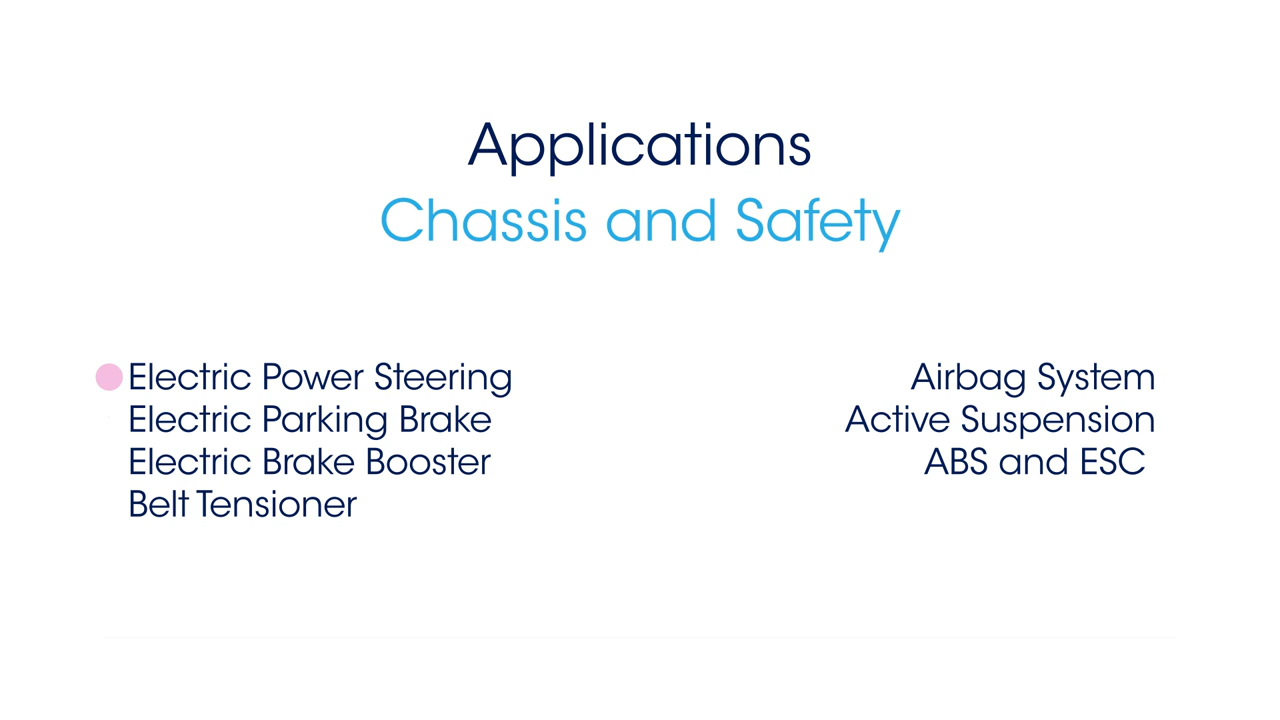 Applications
Chassis and Safety
Electric Power Steering
Electric Parking Brake
Electric Brake Booster
Belt Tensioner
Airbag System
Active Suspension
ABS and ESC